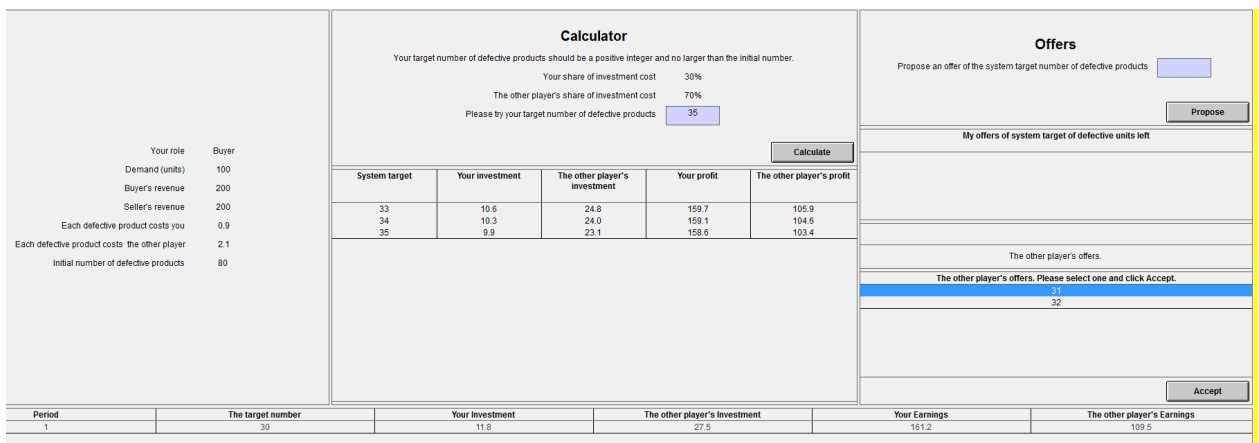 Your role Buyer
Demand (units) 100
Buyer's revenue 200
Seller's revenue 200
Each defective product costs you 0.9
Each defective product costs the other player 2.1
Initial number of defective products 80
Calculator
Your target number of defective products should be a positive integer and no larger than the initial number.
Your share of investment cost 30%
The other player's share of investment cost 70%
Please try your target number of defective products 35
Calculate
System target Your investment The other player's investment Your profit The other player's profit
33 10.6 24.8 159.7 105.9
34 10.3 24.0 159.1 104.6
35 9.9 23.1 158.6 103.4
Offers
Propose an offer of the system target number of defective products
Propose
My offers of system target of defective units left
The other player's offers.
The other player's offers. Please select one and click Accept.
31
32
Accept
Period The target number Your Investment The other player's Investment Your Earnings The other player's Earnings
1 30 11.8 27.5 161.2 109.5